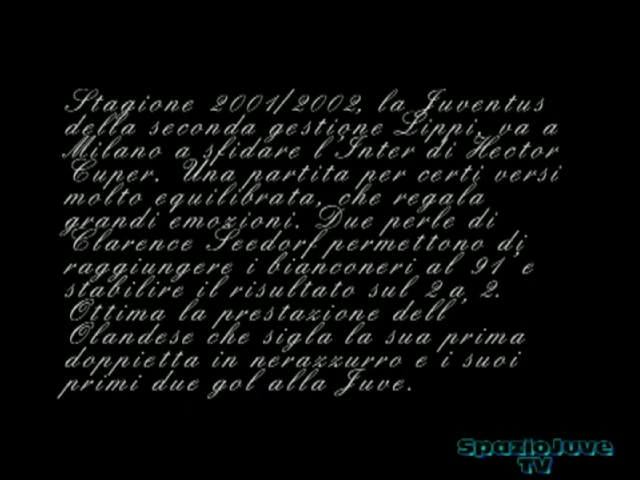 Stagione 2001/2002, la Juventus
della seconda gestione Lippi, va a
Milano a sfidare l'Inter di Hector
Cuper. Una partita per certi versi
molto equilibrata, che regala
grandi emozioni. Due perle di
Clarence Seedorf permettono di
raggiungere i bianconeri al 91' e
stabilire il risultato sul 2 a 2.
Ottima la prestazione dell'
Olandese che sigla la sua prima
doppietta in nerazzurro e i suoi
primi due gol alla Juve.
SpazioJuve
TV